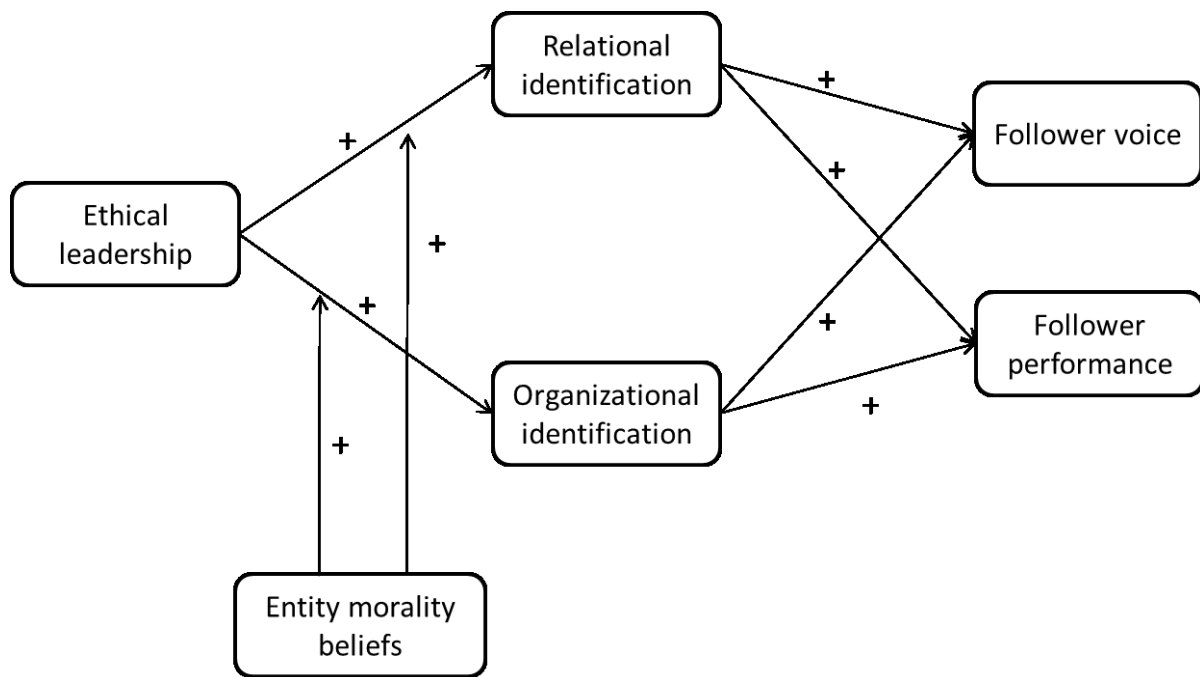 Relational
identification
+
Follower voice
+
+
Ethical
leadership
+
+
+
Follower
performance
+
Organizational
identification
+
+
Entity morality
beliefs